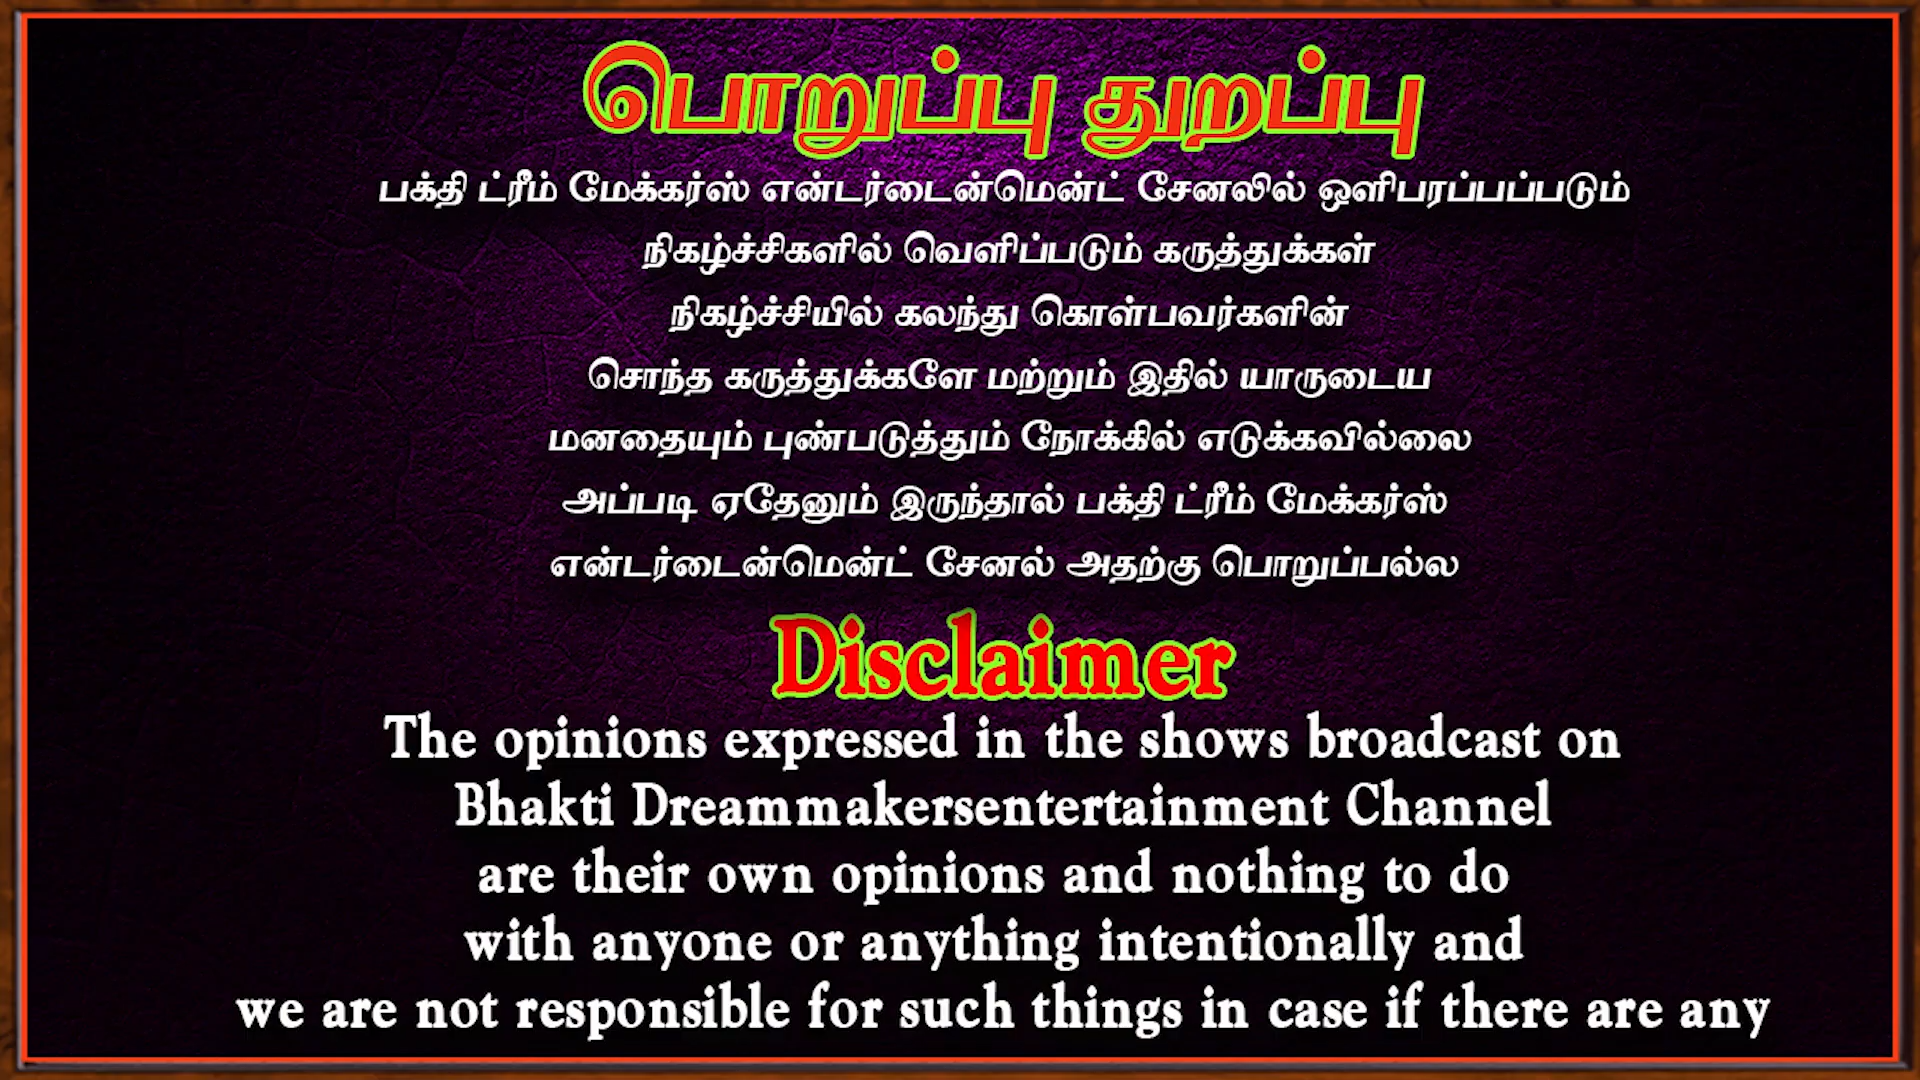 பொறுப்பு துறப்பு
பக்தி ட்ரீம் மேக்கர்ஸ் என்டர்டைன்மென்ட் சேனலில் ஒளிபரப்பப்படும்
நிகழ்ச்சிகளில் வெளிப்படும் கருத்துக்கள்
நிகழ்ச்சியில் கலந்து கொள்பவர்களின்
சொந்த கருத்துக்களே மற்றும் இதில் யாருடைய
மனதையும் புண்படுத்தும் நோக்கில் எடுக்கவில்லை
அப்படி ஏதேனும் இருந்தால் பக்தி ட்ரீம் மேக்கர்ஸ்
என்டர்டைன்மென்ட் சேனல் அதற்கு பொறுப்பல்ல
Disclaimer
The opinions expressed in the shows broadcast on
Bhakti Dreammakersentertainment Channel
are their own opinions and nothing to do
with anyone or anything intentionally and
we are not responsible for such things in case if there are any